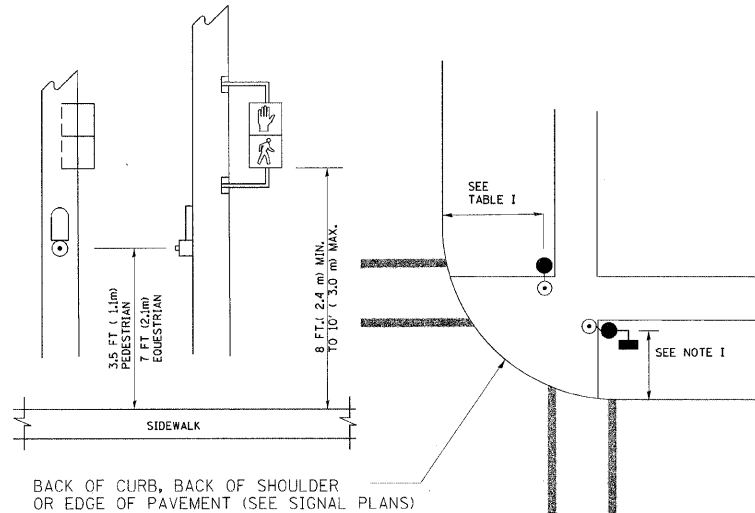 SEE
TABLE I
3.5 FT ( 1.1m)
PEDESTRIAN
7 FT (2.1m)
EQUESTRIAN
8 FT.( 2.4 m) MIN.
TO 10' ( 3.0 m) MAX.
SEE NOTE I
SIDEWALK
BACK OF CURB, BACK OF SHOULDER
OR EDGE OF PAVEMENT (SEE SIGNAL PLANS)